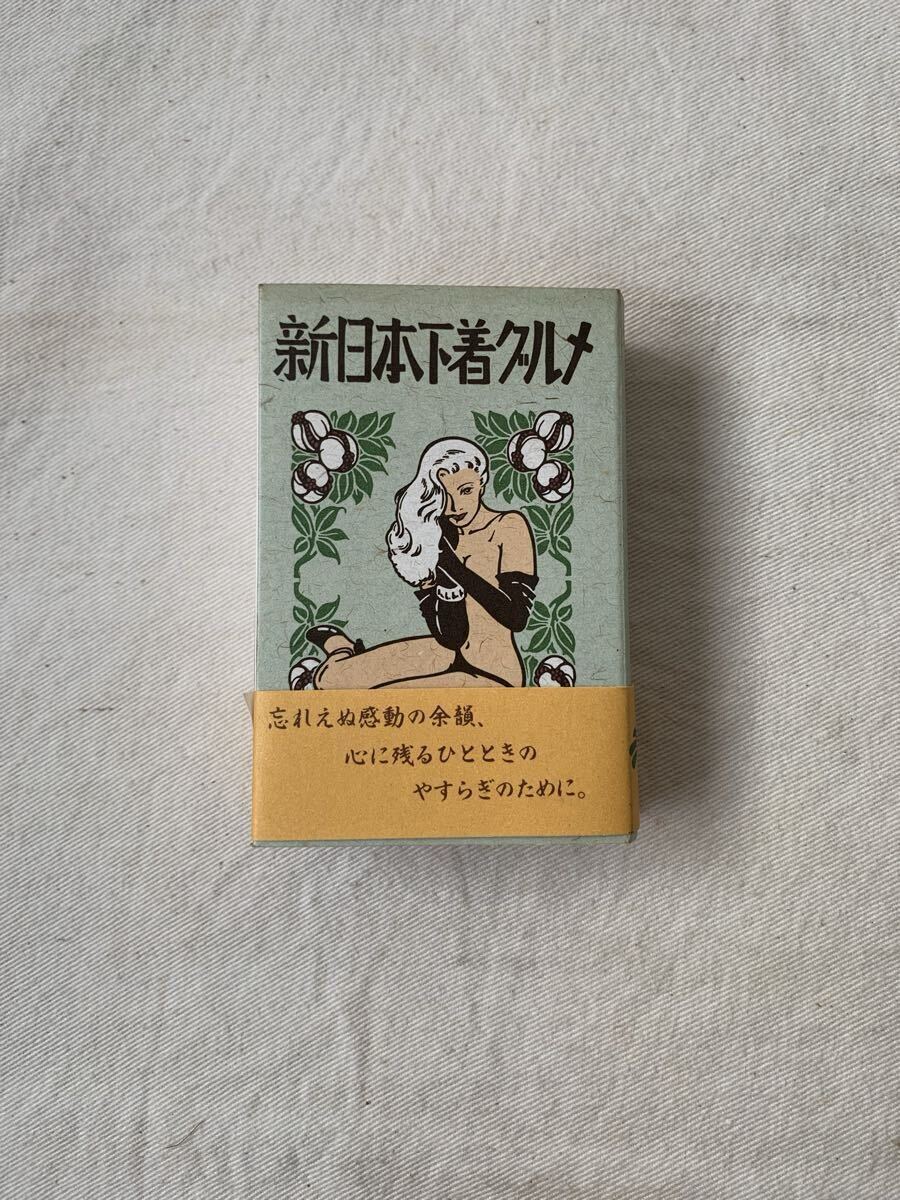 新日本下着グルメ
忘れえぬ感動の余韻、
心に残るひとときの
やすらぎのために。